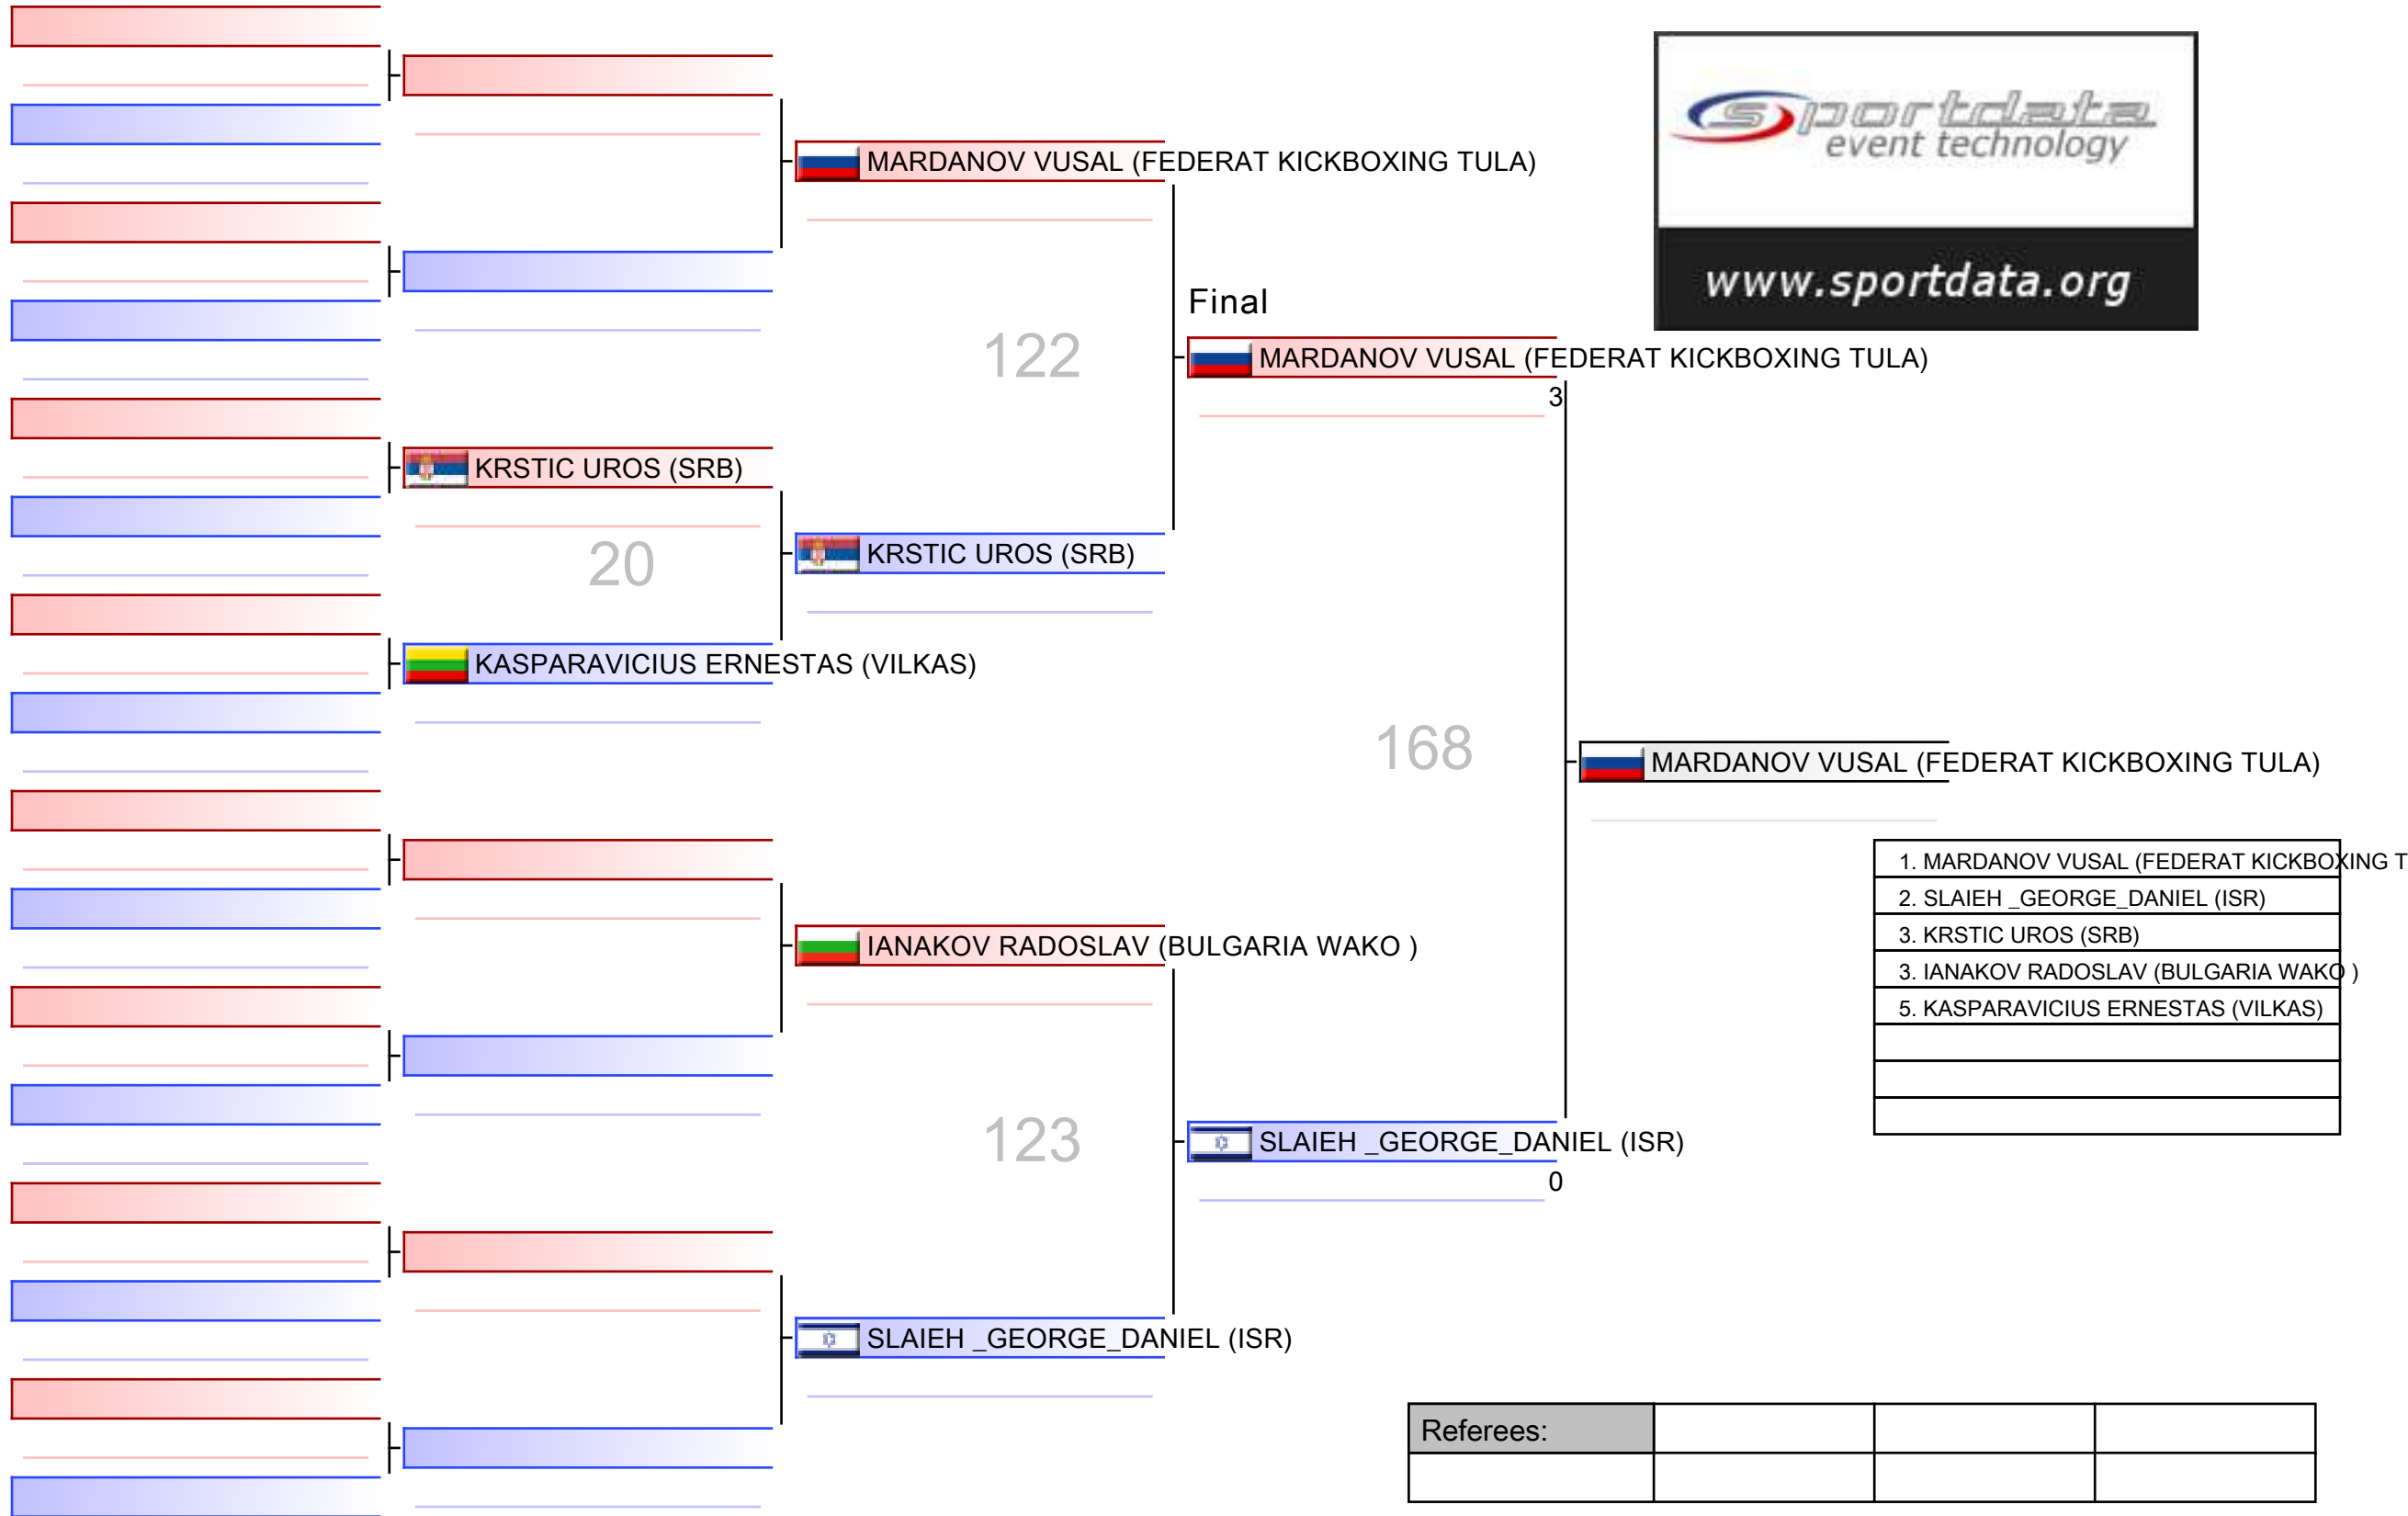 sportdata
event technology
www.sportdata.org
MARDANOV VUSAL (FEDERAT KICKBOXING TULA)
Final
122
MARDANOV VUSAL (FEDERAT KICKBOXING TULA)
3
KRSTIC UROS (SRB)
20
KRSTIC UROS (SRB)
KASPARAVICIUS ERNESTAS (VILKAS)
168
MARDANOV VUSAL (FEDERAT KICKBOXING TULA)
1. MARDANOV VUSAL (FEDERAT KICKBOXING T
2. SLAIEH _GEORGE_DANIEL (ISR)
3. KRSTIC UROS (SRB)
3. IANAKOV RADOSLAV (BULGARIA WAKO )
5. KASPARAVICIUS ERNESTAS (VILKAS)
IANAKOV RADOSLAV (BULGARIA WAKO )
123
SLAIEH _GEORGE_DANIEL (ISR)
0
SLAIEH _GEORGE_DANIEL (ISR)
Referees: